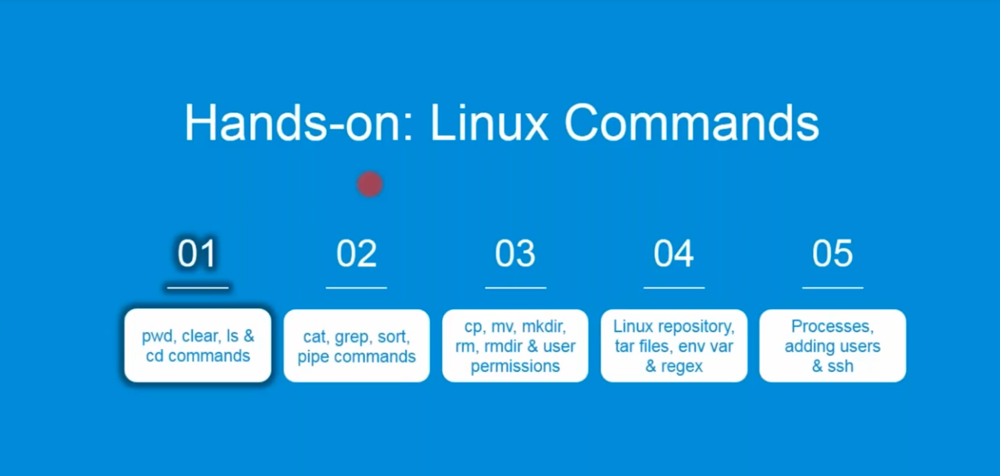 Hands-on: Linux Commands
01
pwd, clear, ls &
cd commands
02
cat, grep, sort,
pipe commands
03
cp, mv, mkdir,
rm, rmdir & user
permissions
04
Linux repository,
tar files, env var
& regex
05
Processes,
adding users
& ssh